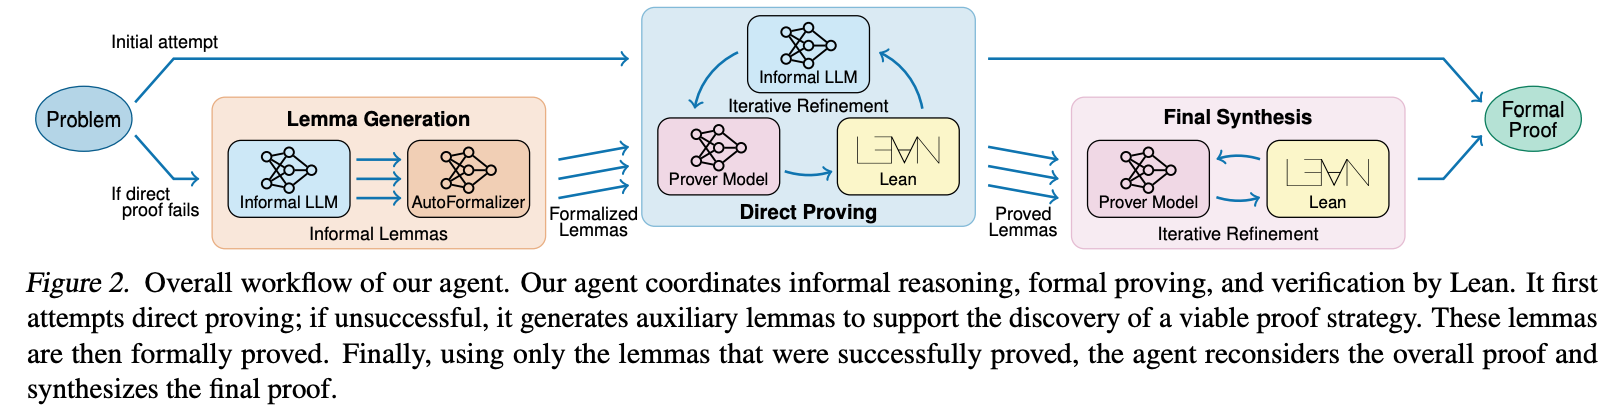 Initial attempt
Problem
If direct
proof fails
Lemma Generation
Informal LLM
AutoFormalizer
Informal Lemmas
Formalized
Lemmas
Informal LLM
Iterative Refinement
Prover Model
LEAN
Lean
Direct Proving
Proved
Lemmas
Final Synthesis
Prover Model
LEAN
Lean
Iterative Refinement
Formal
Proof
Figure 2. Overall workflow of our agent. Our agent coordinates informal reasoning, formal proving, and verification by Lean. It first
attempts direct proving; if unsuccessful, it generates auxiliary lemmas to support the discovery of a viable proof strategy. These lemmas
are then formally proved. Finally, using only the lemmas that were successfully proved, the agent reconsiders the overall proof and
synthesizes the final proof.